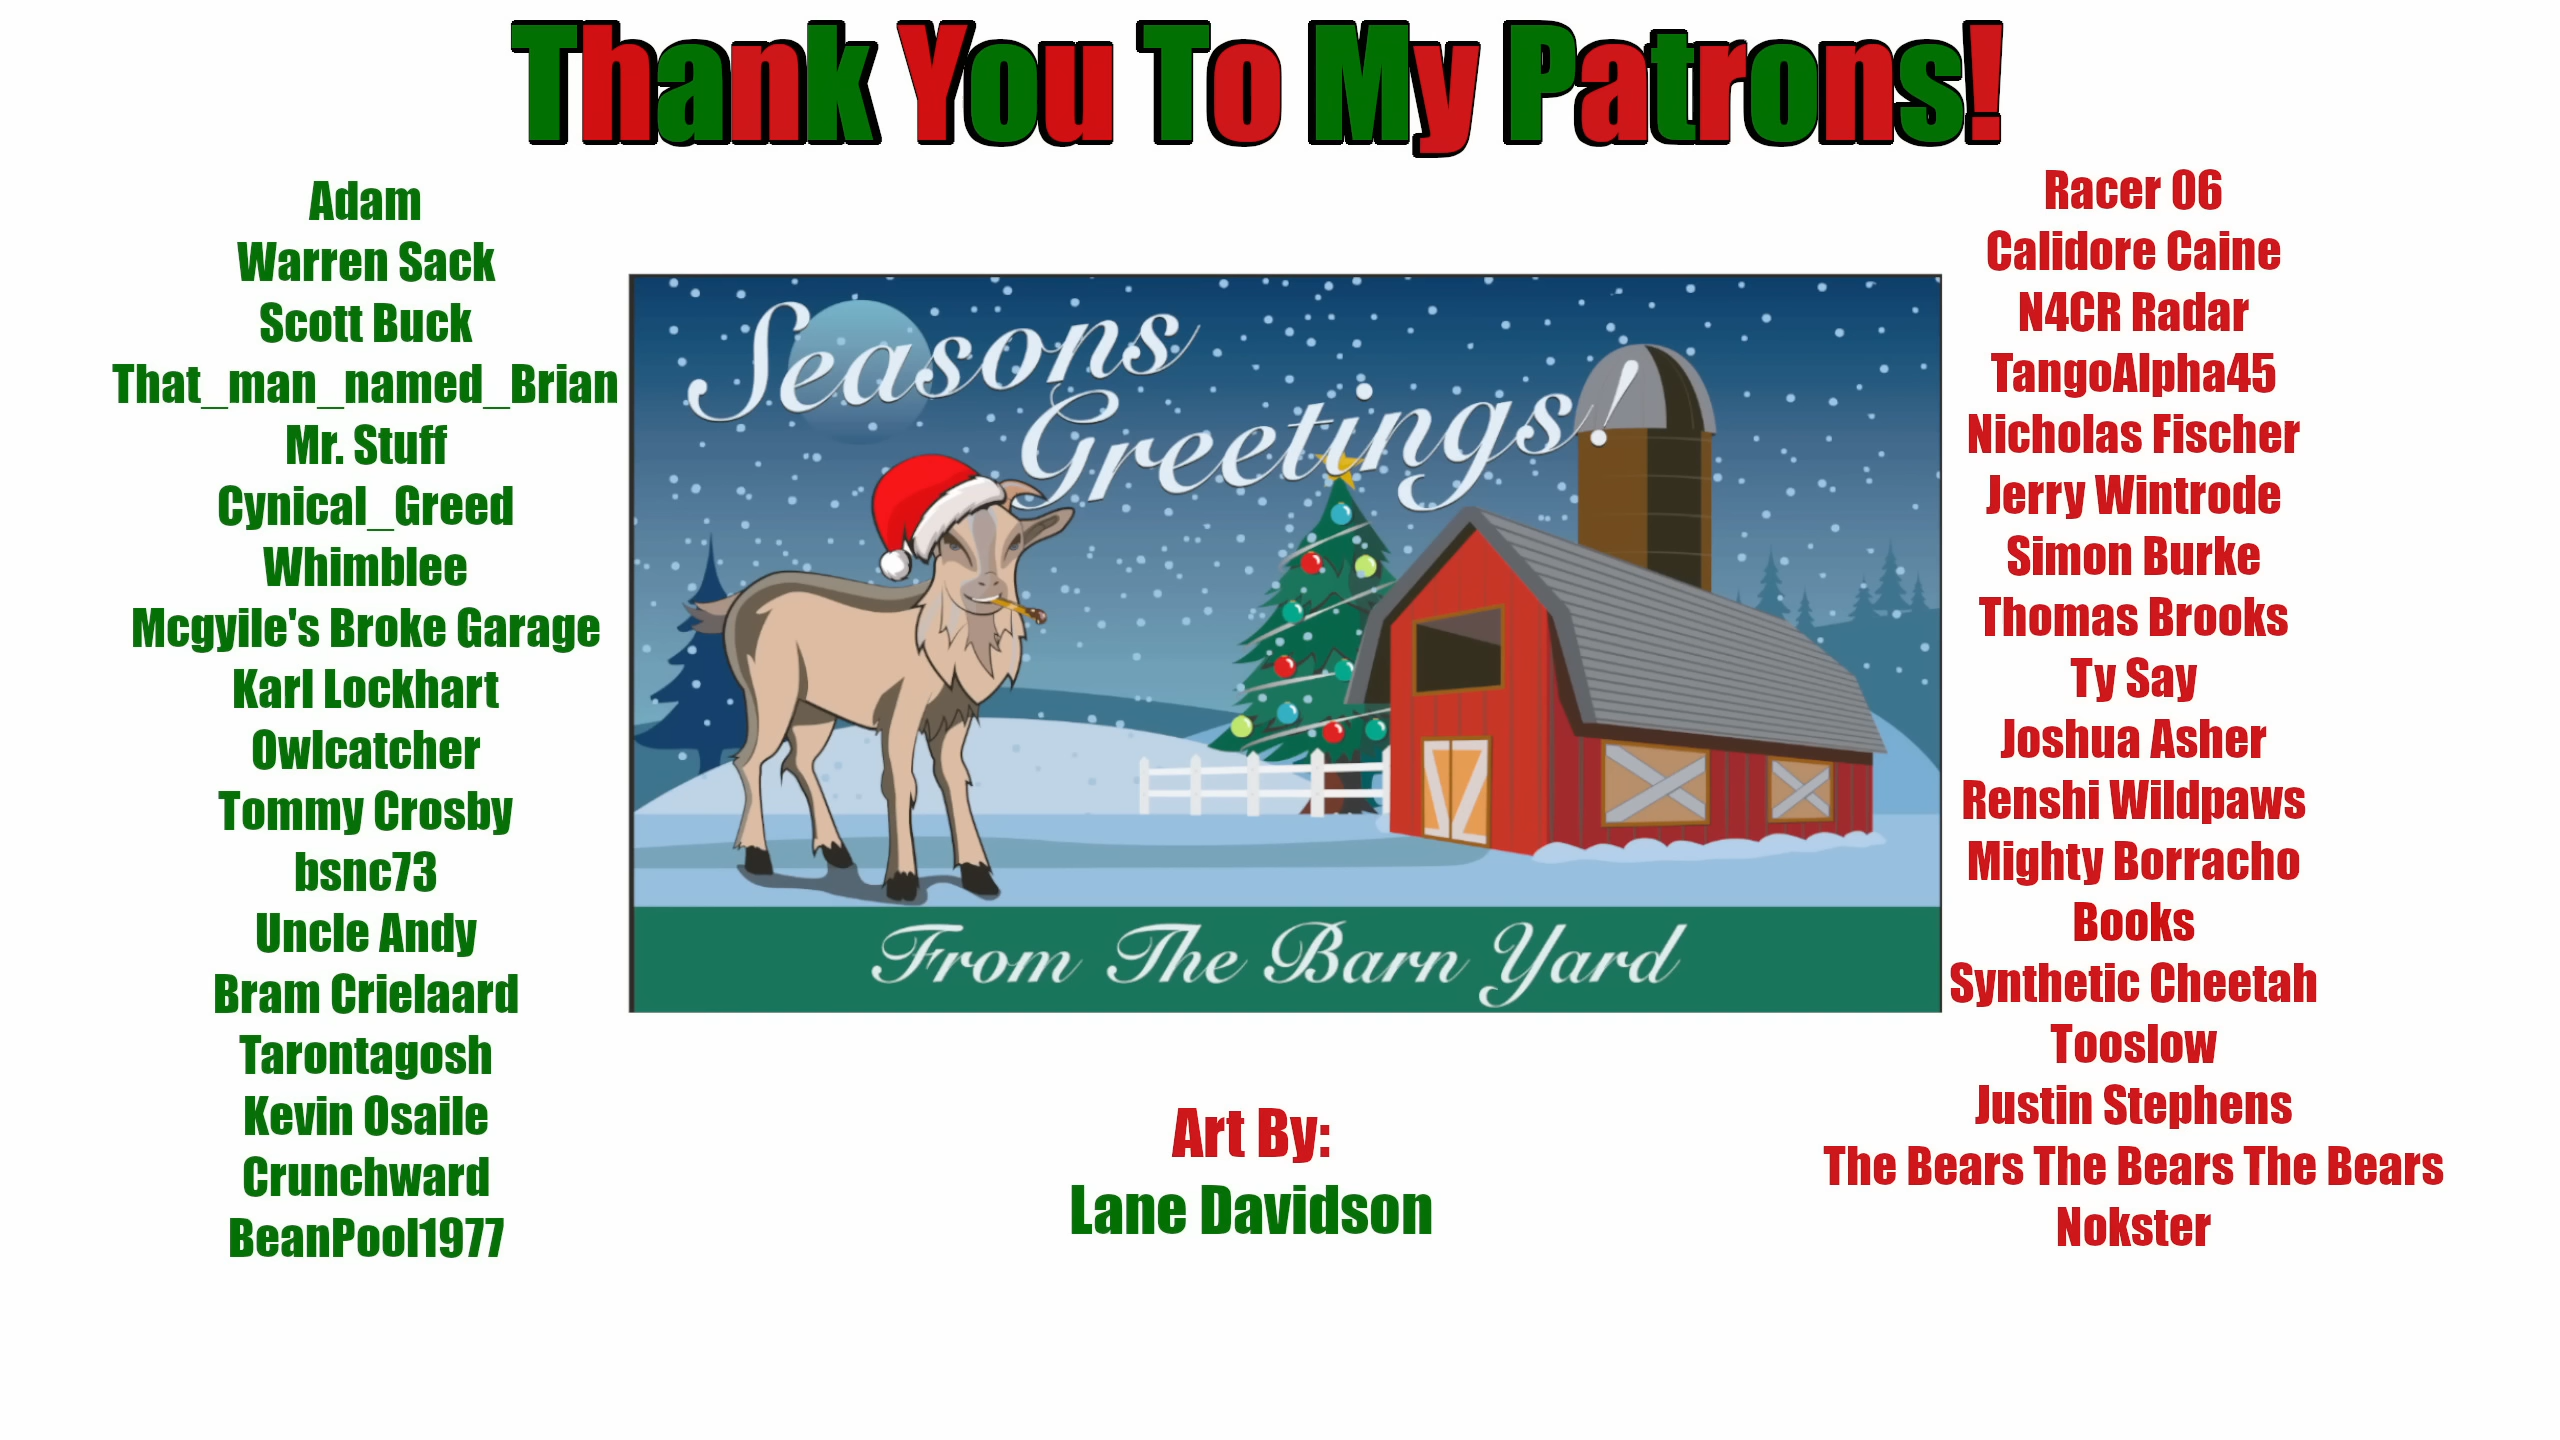 Thank You To My Patrons!
Adam
Warren Sack
Scott Buck
That_man_named_Brian
Mr. Stuff
Cynical_Greed
Whimblee
Mcgyile's Broke Garage
Karl Lockhart
Owlcatcher
Tommy Crosby
bsnc73
Uncle Andy
Bram Crielaard
Tarontagosh
Kevin Osaile
Crunchward
BeanPool1977
Seasons
Greetings!
From The Barn Yard
Art By:
Lane Davidson
Racer 06
Calidore Caine
N4CR Radar
TangoAlpha45
Nicholas Fischer
Jerry Wintrode
Simon Burke
Thomas Brooks
Ty Say
Joshua Asher
Renshi Wildpaws
Mighty Borracho
Books
Synthetic Cheetah
Tooslow
Justin Stephens
The Bears The Bears The Bears
Nokster